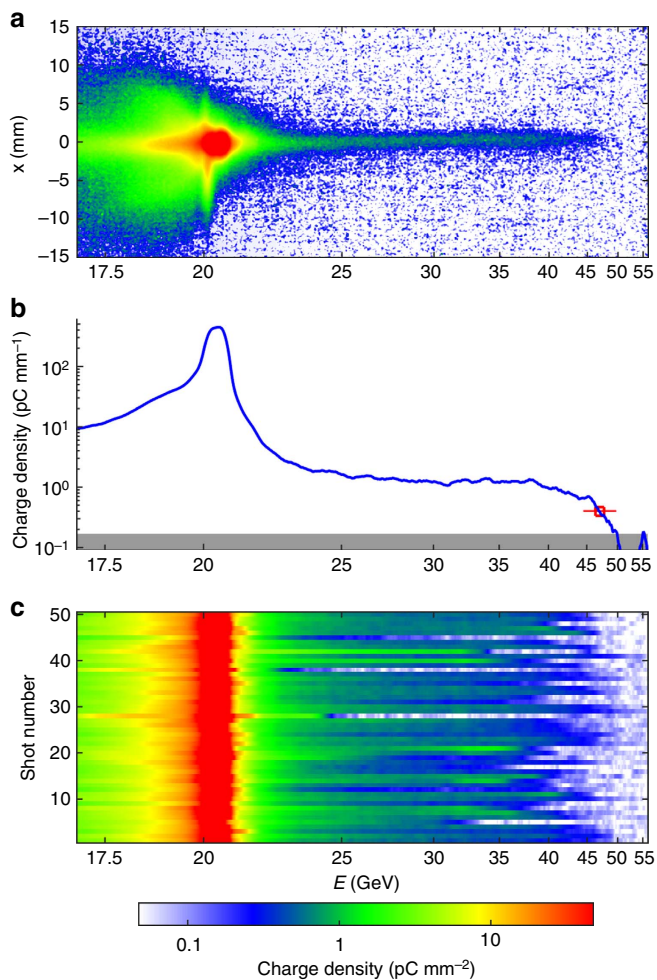 a
15
10
5
0
−5
−10
−15
x (mm)
17.5 20 25 30 35 40 45 50 55
b
10²
10¹
10⁰
10⁻¹
Charge density (pC mm⁻¹)
17.5 20 25 30 35 40 45 50 55
c
50
40
30
20
10
Shot number
17.5 20 25 30 35 40 45 50 55
E (GeV)
0.1 1 10
Charge density (pC mm⁻²)